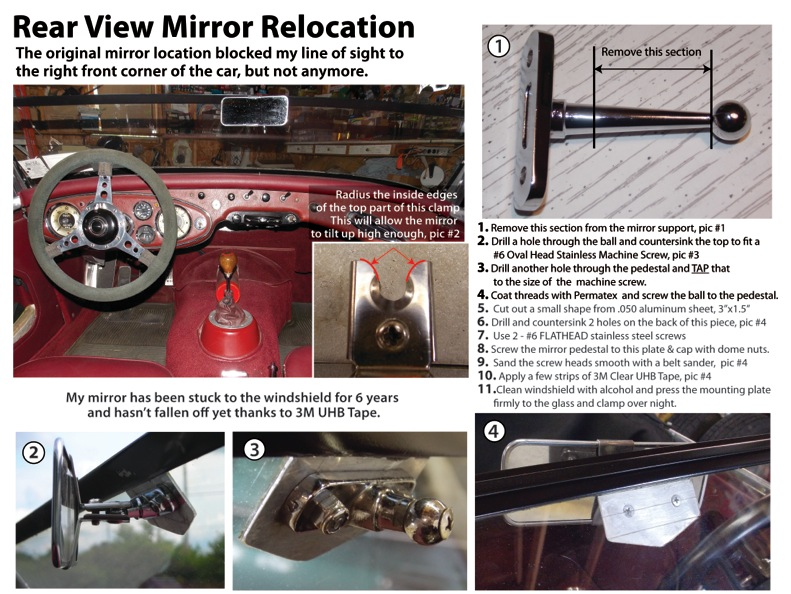 Rear View Mirror Relocation
The original mirror location blocked my line of sight to
the right front corner of the car, but not anymore.
Radius the inside edges
of the top part of this clamp
This will allow the mirror
to tilt up high enough, pic #2
My mirror has been stuck to the windshield for 6 years
and hasn't fallen off yet thanks to 3M UHB Tape.
1
Remove this section
1. Remove this section from the mirror support, pic #1
2. Drill a hole through the ball and countersink the top to fit a
#6 Oval Head Stainless Machine Screw, pic #3
3. Drill another hole through the pedestal and TAP that
to the size of the machine screw.
4. Coat threads with Permatex and screw the ball to the pedestal.
5. Cut out a small shape from .050 aluminum sheet, 3"x1.5"
6. Drill and countersink 2 holes on the back of this piece, pic #4
7. Use 2 - #6 FLATHEAD stainless steel screws
8. Screw the mirror pedestal to this plate & cap with dome nuts.
9. Sand the screw heads smooth with a belt sander, pic #4
10. Apply a few strips of 3M Clear UHB Tape, pic #4
11.Clean windshield with alcohol and press the mounting plate
firmly to the glass and clamp over night.
2
3
4